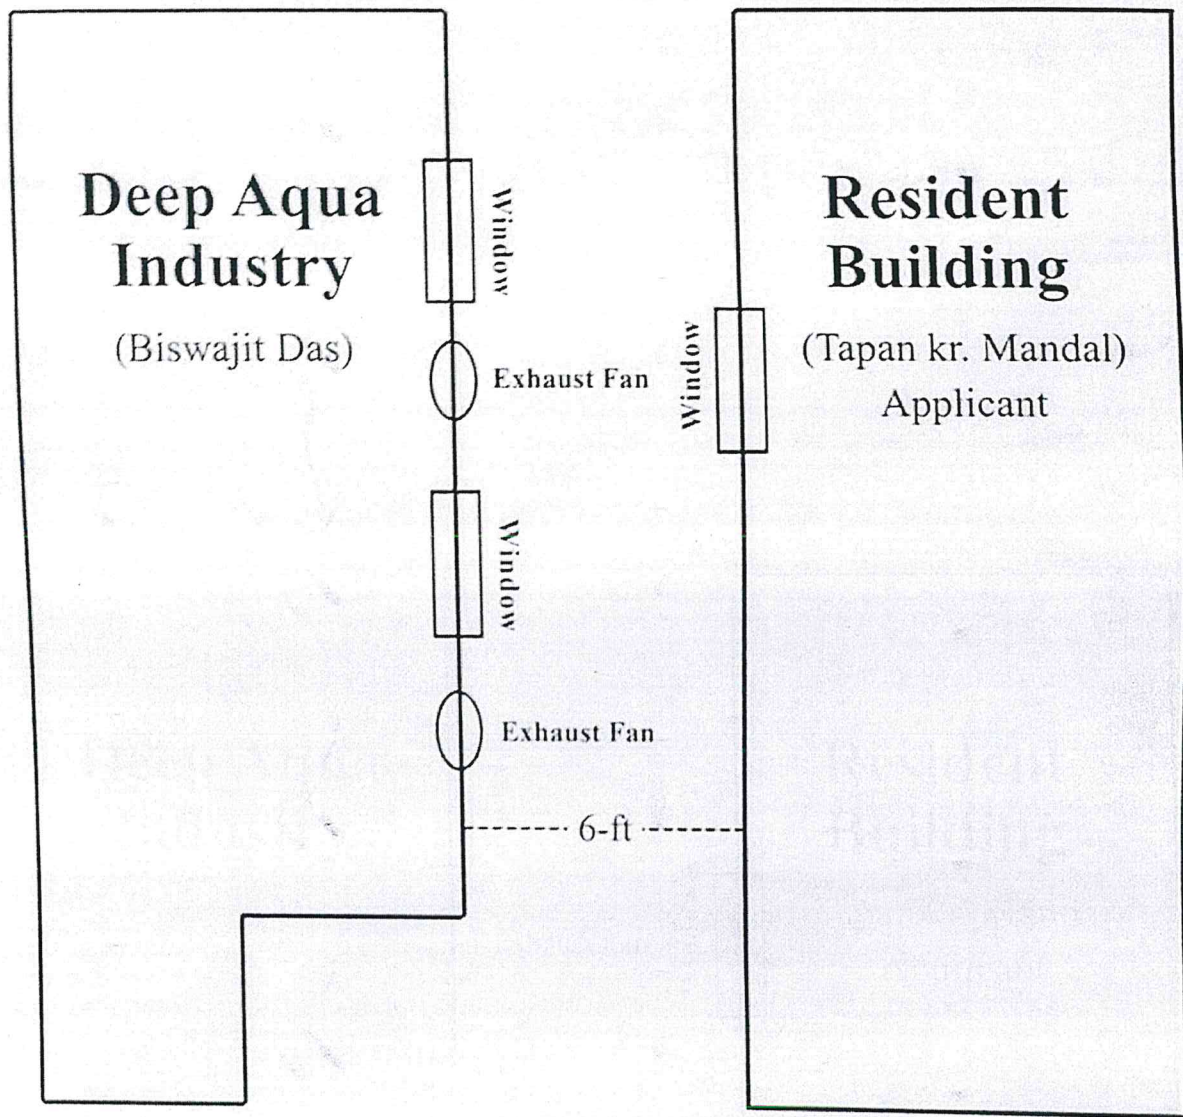 Deep Aqua
Industry
(Biswajit Das)
Window
Exhaust Fan
Window
Exhaust Fan
6-ft
Window
Resident
Building
(Tapan kr. Mandal)
Applicant